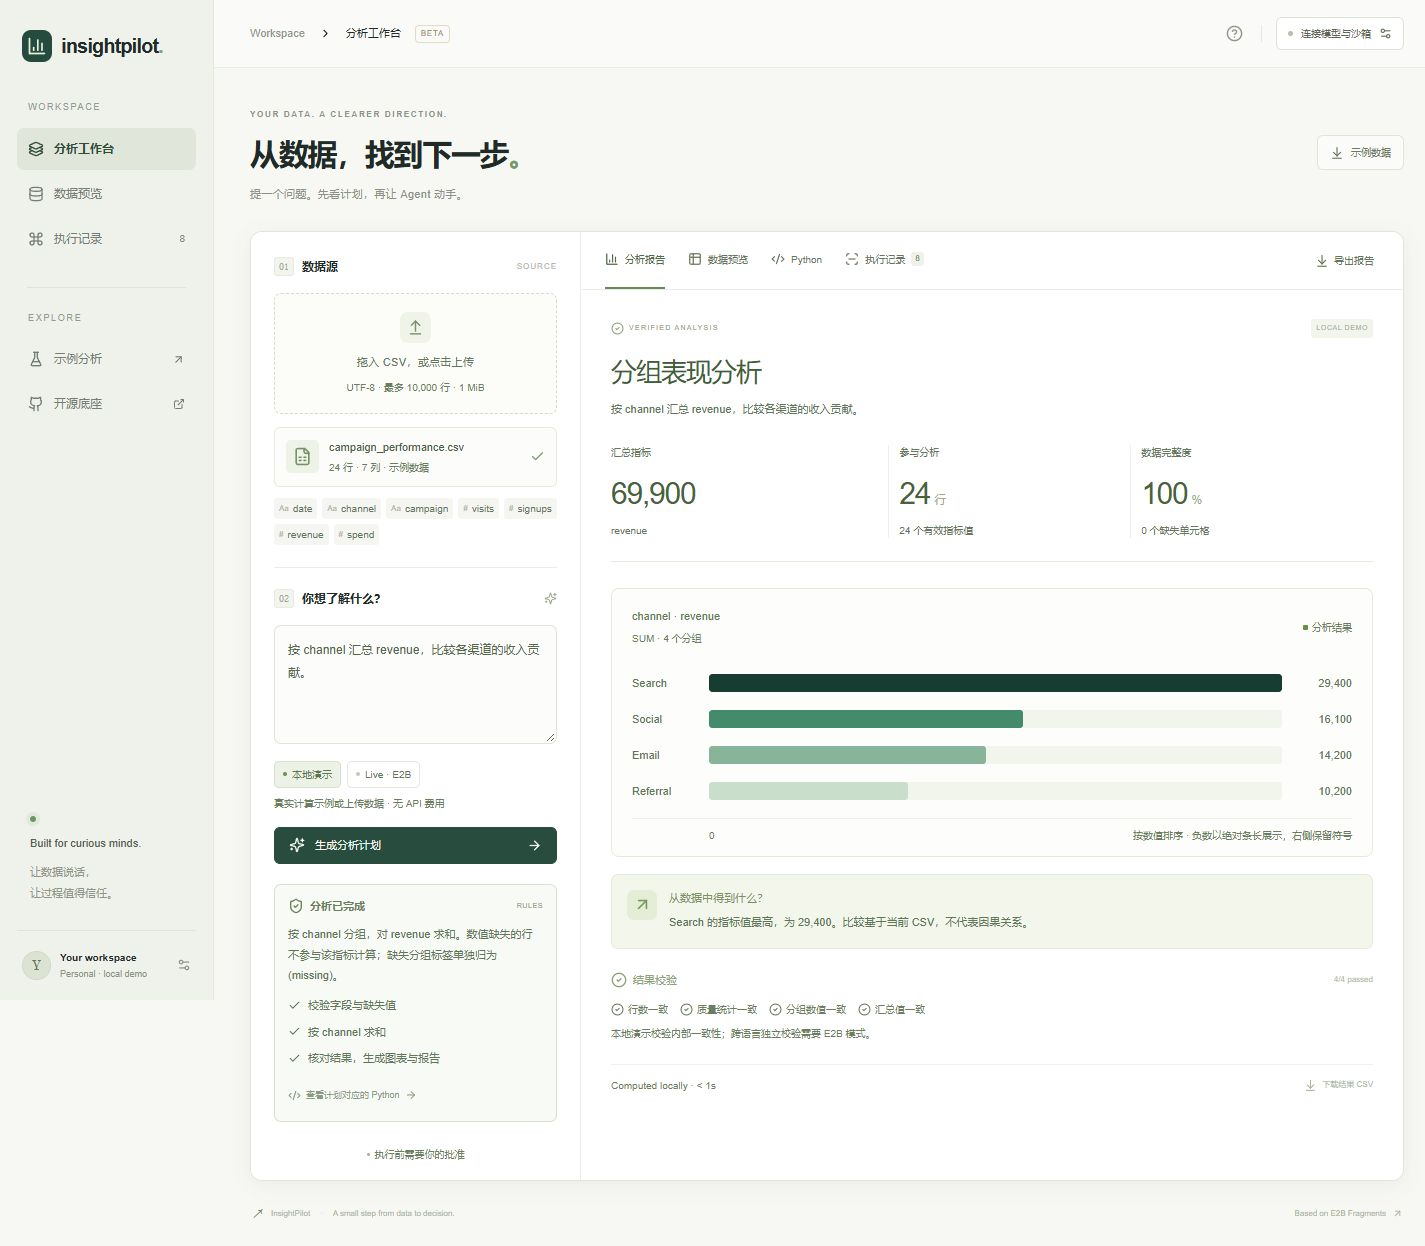 insightpilot.
WORKSPACE
分析工作台
数据预览
执行记录 8
EXPLORE
示例分析
开源底座
Built for curious minds.
让数据说话，
让过程值得信任。
Y
Your workspace
Personal · local demo
Workspace > 分析工作台 BETA
连接模型与沙箱
YOUR DATA. A CLEARER DIRECTION.
从数据，找到下一步。
提一个问题。先看计划，再让 Agent 动手。
示例数据
01 数据源 SOURCE
拖入 CSV，或点击上传
UTF-8 · 最多 10,000 行 · 1 MiB
campaign_performance.csv
24 行 · 7 列 · 示例数据
Aa date Aa channel Aa campaign # visits # signups
# revenue # spend
02 你想了解什么？
按 channel 汇总 revenue，比较各渠道的收入贡
献。
本地演示 Live · E2B
真实计算示例或上传数据 · 无 API 费用
生成分析计划
分析已完成 RULES
按 channel 分组，对 revenue 求和。数值缺失的行
不参与该指标计算；缺失分组标签单独归为
(missing)。
校验字段与缺失值
按 channel 求和
核对结果，生成图表与报告
查看计划对应的 Python
执行前需要你的批准
分析报告 数据预览 Python 执行记录 8
导出报告
VERIFIED ANALYSIS LOCAL DEMO
分组表现分析
按 channel 汇总 revenue，比较各渠道的收入贡献。
汇总指标
69,900
revenue
参与分析
24 行
24 个有效指标值
数据完整度
100 %
0 个缺失单元格
channel · revenue
SUM · 4 个分组
分析结果
Search 29,400
Social 16,100
Email 14,200
Referral 10,200
0 按数值排序 · 负数以绝对条长展示，右侧保留符号
从数据中得到什么？
Search 的指标值最高，为 29,400。比较基于当前 CSV，不代表因果关系。
结果校验 4/4 passed
行数一致 质量统计一致 分组数值一致 汇总值一致
本地演示校验内部一致性；跨语言独立校验需要 E2B 模式。
Computed locally · < 1s 下载结果 CSV
InsightPilot · A small step from data to decision.
Based on E2B Fragments